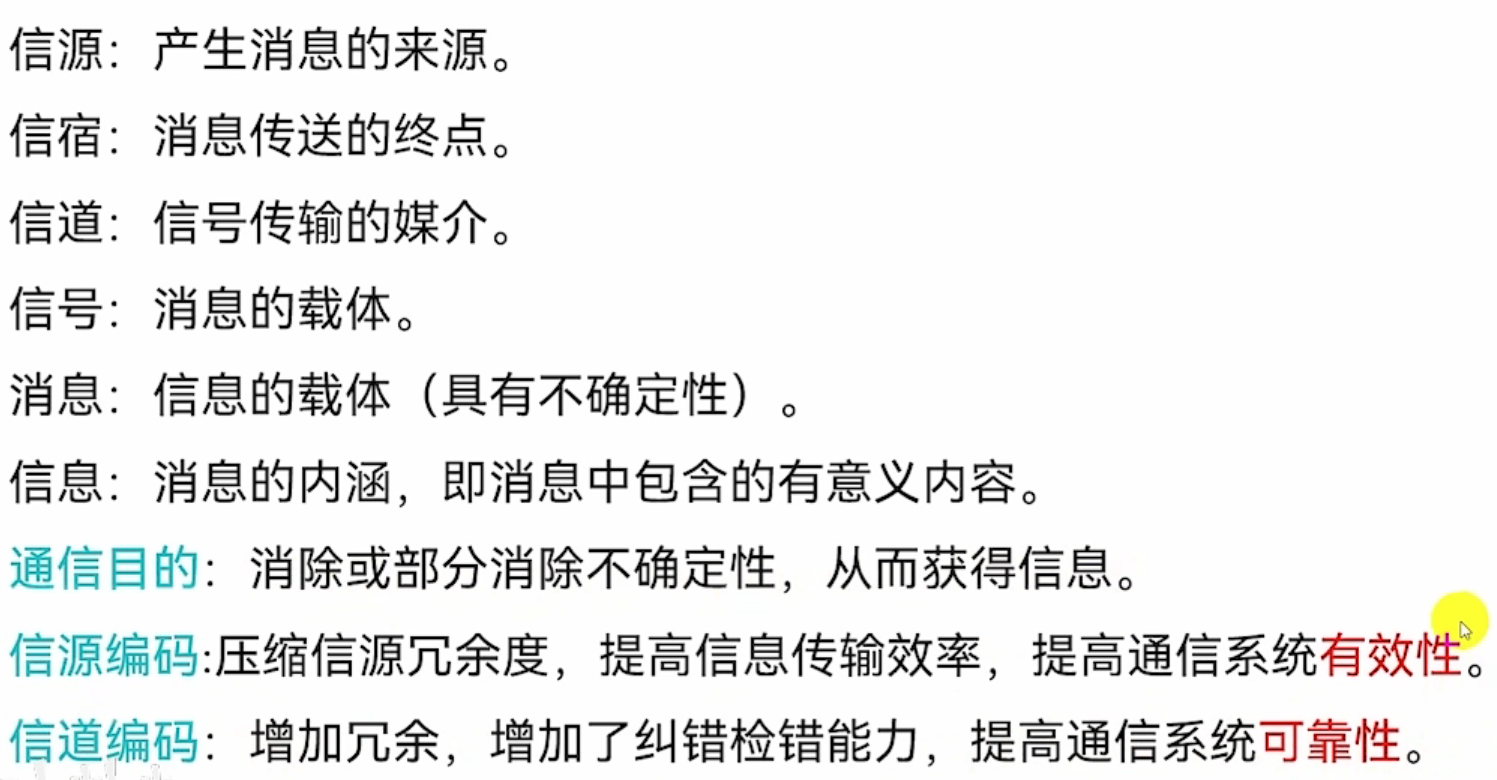 信源：产生消息的来源。
信宿：消息传送的终点。
信道：信号传输的媒介。
信号：消息的载体。
消息：信息的载体（具有不确定性）。
信息：消息的内涵，即消息中包含的有意义内容。
通信目的：消除或部分消除不确定性，从而获得信息。
信源编码:压缩信源冗余度，提高信息传输效率，提高通信系统有效性。
信道编码：增加冗余，增加了纠错检错能力，提高通信系统可靠性。